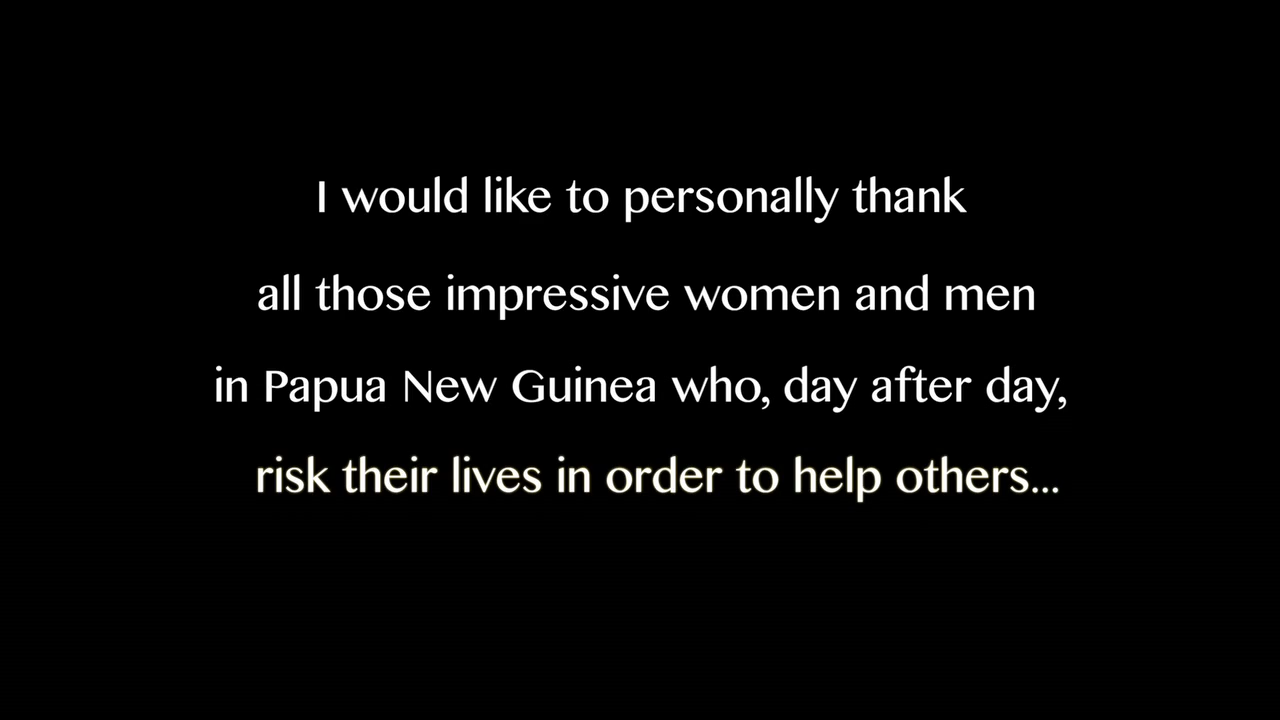 I would like to personally thank
all those impressive women and men
in Papua New Guinea who, day after day,
risk their lives in order to help others...